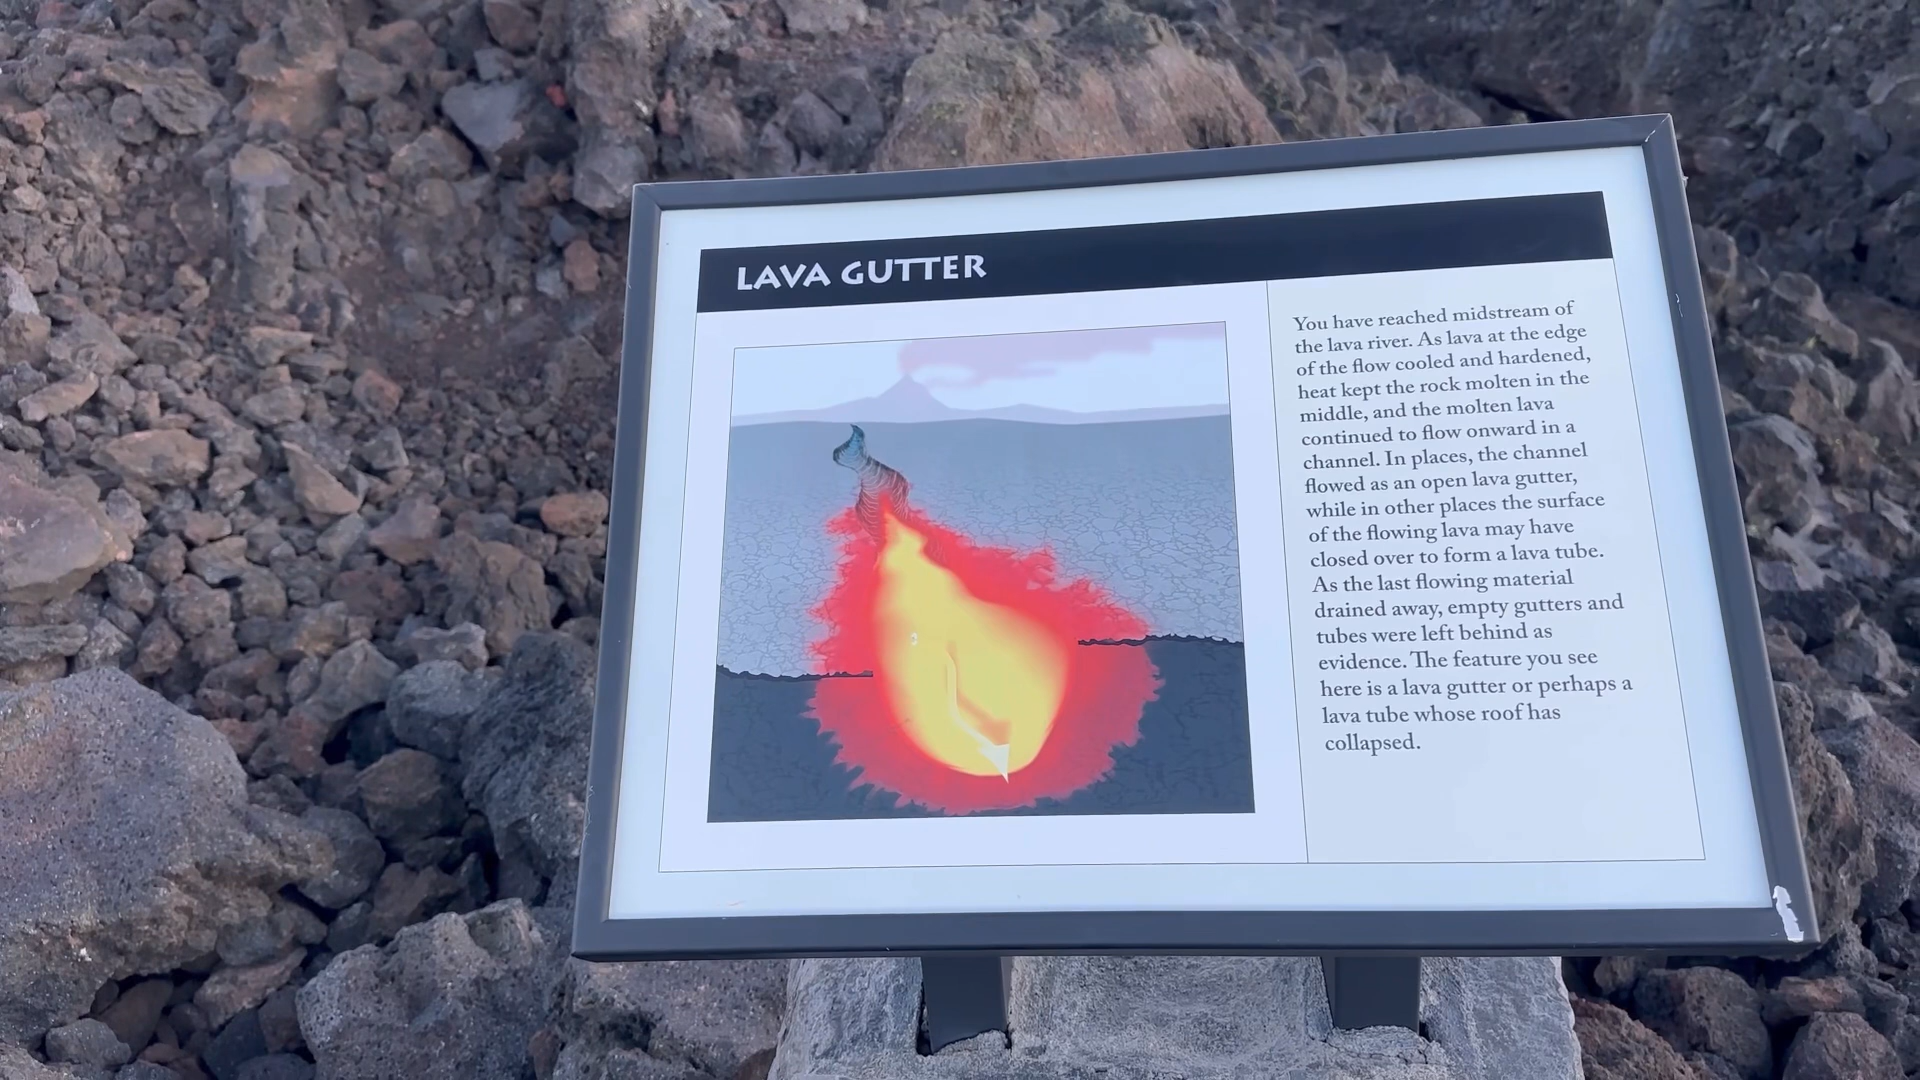 LAVA GUTTER
You have reached midstream of
the lava river. As lava at the edge
of the flow cooled and hardened,
heat kept the rock molten in the
middle, and the molten lava
continued to flow onward in a
channel. In places, the channel
flowed as an open lava gutter,
while in other places the surface
of the flowing lava may have
closed over to form a lava tube.
As the last flowing material
drained away, empty gutters and
tubes were left behind as
evidence. The feature you see
here is a lava gutter or perhaps a
lava tube whose roof has
collapsed.